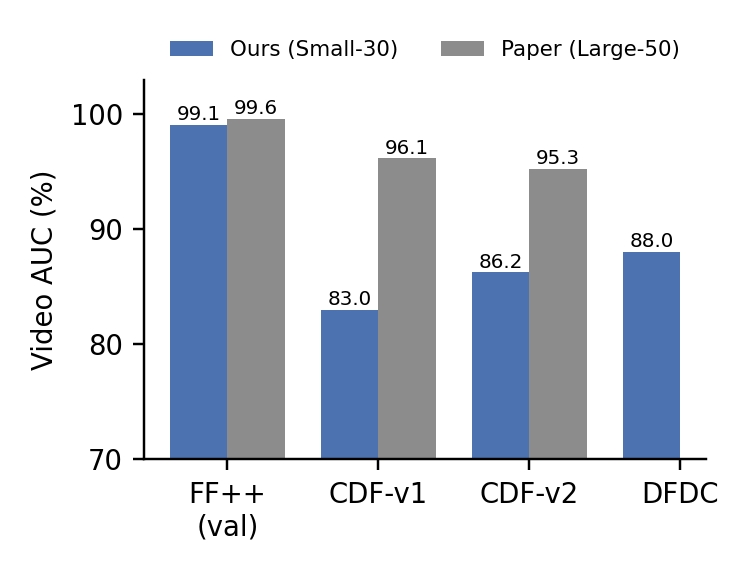 Ours (Small-30) Paper (Large-50)
100
90
80
70
Video AUC (%)
99.1 99.6
83.0 96.1
86.2 95.3
88.0
FF++ CDF-v1 CDF-v2 DFDC
(val)